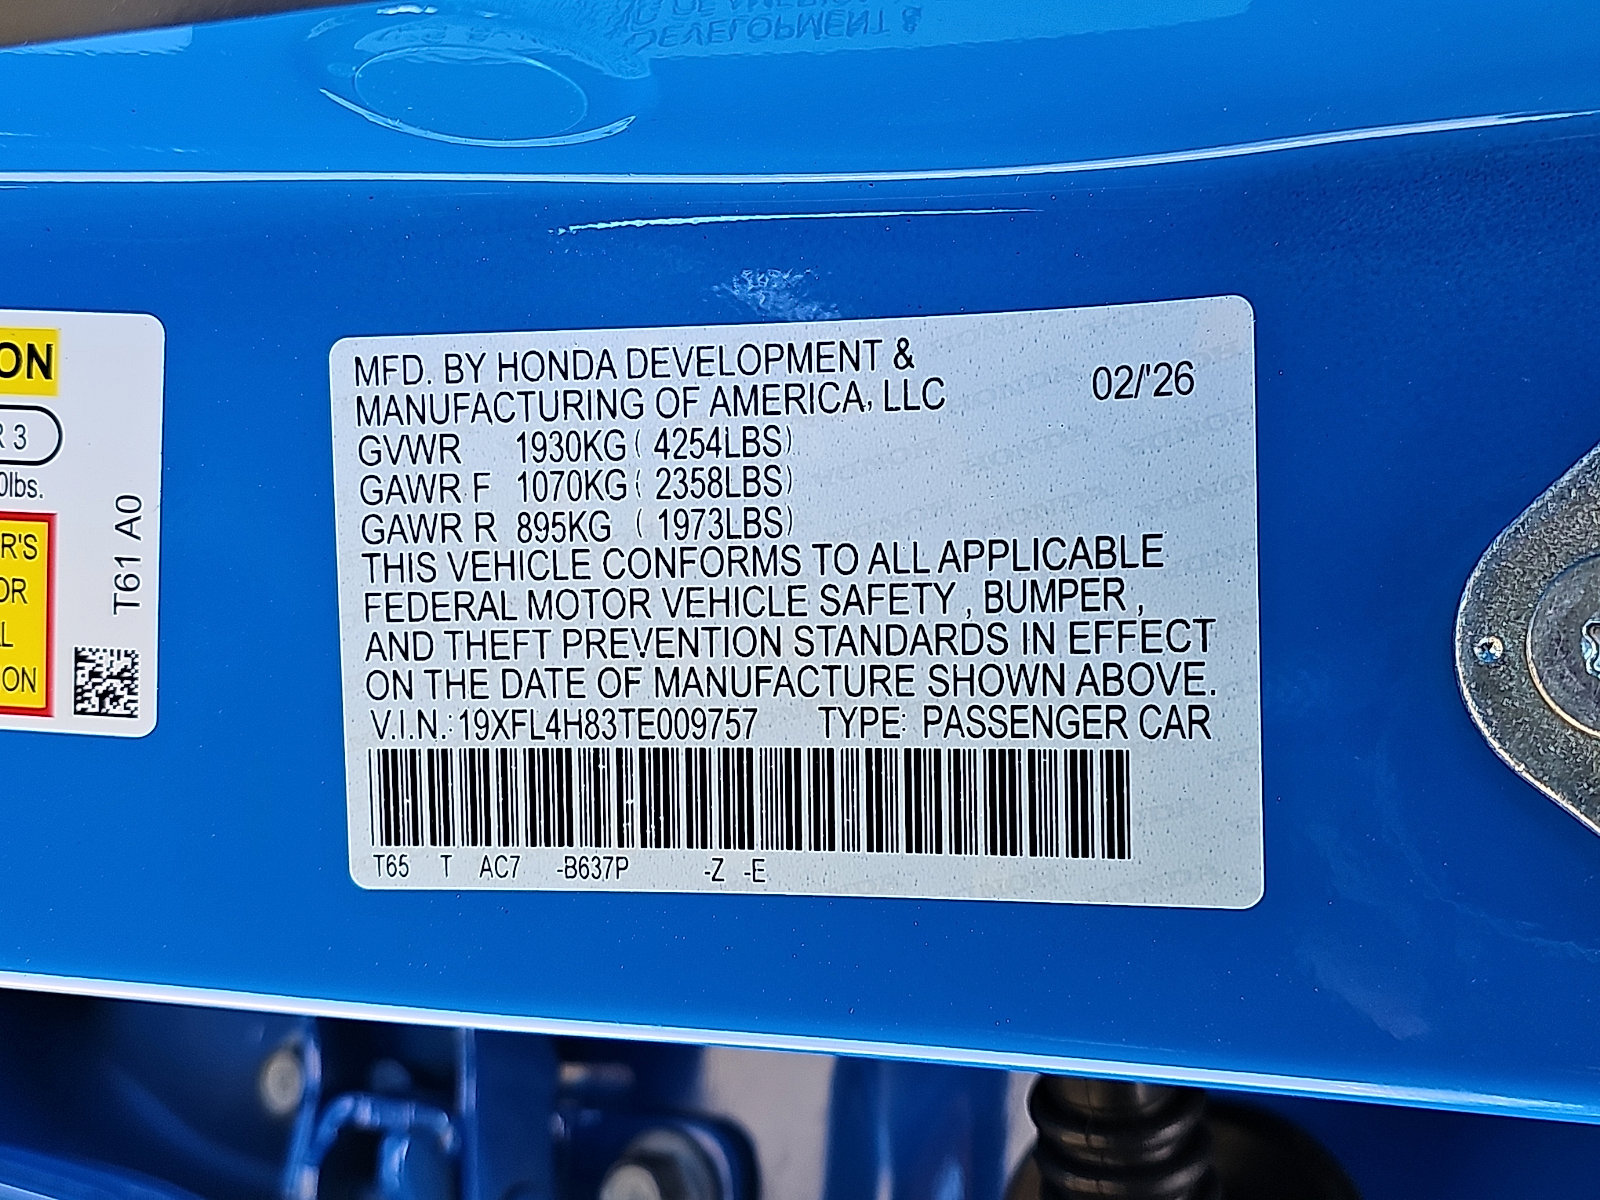 ON
R 3
0lbs.
R'S
OR
L
ON
T61 A0
MFD. BY HONDA DEVELOPMENT &
MANUFACTURING OF AMERICA, LLC
02/'26
GVWR 1930KG ( 4254LBS)
GAWR F 1070KG ( 2358LBS)
GAWR R 895KG ( 1973LBS)
THIS VEHICLE CONFORMS TO ALL APPLICABLE
FEDERAL MOTOR VEHICLE SAFETY , BUMPER ,
AND THEFT PREVENTION STANDARDS IN EFFECT
ON THE DATE OF MANUFACTURE SHOWN ABOVE.
V.I.N.: 19XFL4H83TE009757 TYPE: PASSENGER CAR
T65 T AC7 -B637P -Z -E